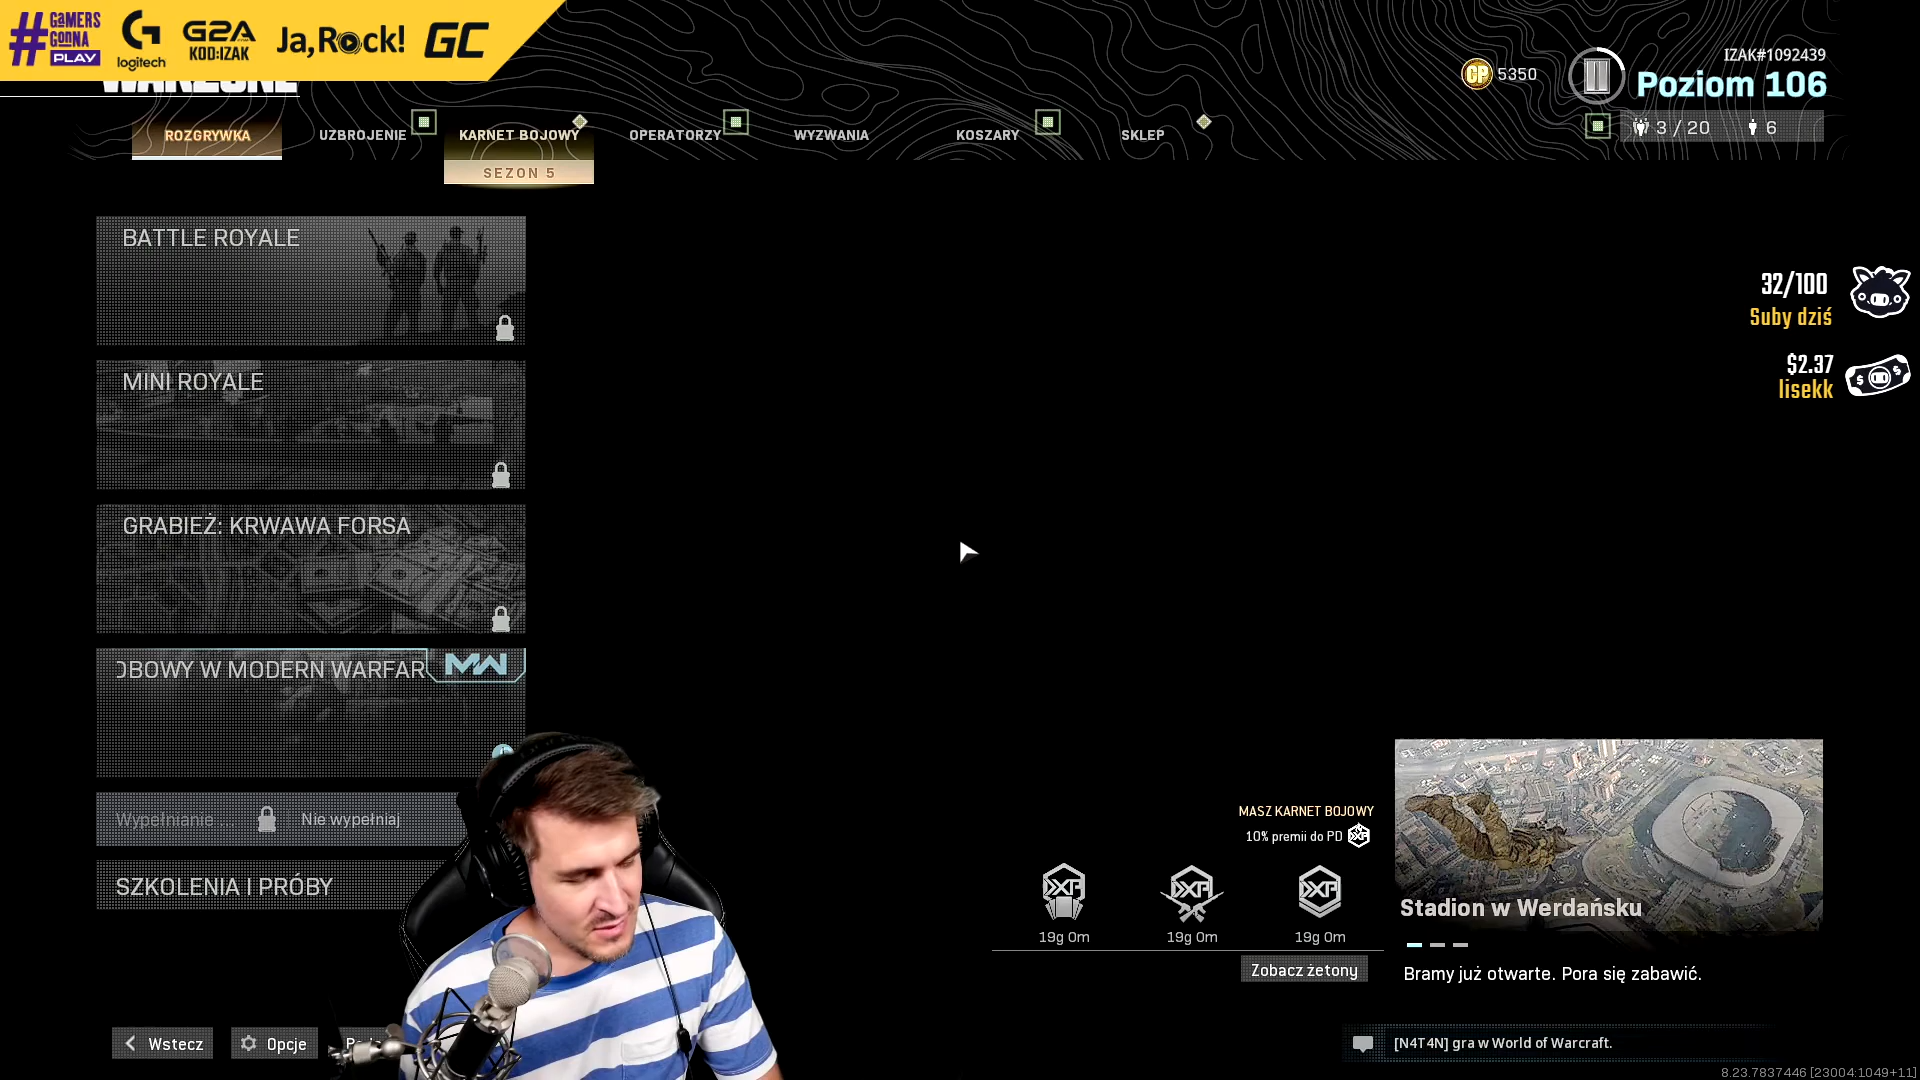 #GAMERS GONNA PLAY
logitech
G2A
KOD:IZAK
Ja,Rock!
GC
WARZONE
5350
IZAK#1092439
Poziom 106
3 / 20
6
ROZGRYWKA
UZBROJENIE
KARNET BOJOWY
OPERATORZY
WYZWANIA
KOSZARY
SKLEP
SEZON 5
BATTLE ROYALE
MINI ROYALE
GRABIEŻ: KRWAWA FORSA
OBOWY W MODERN WARFAR
MW
Wypełnianie ...
Nie wypełniaj
SZKOLENIA I PRÓBY
32/100
Suby dziś
$2.37
lisekk
MASZ KARNET BOJOWY
10% premii do PD
19g 0m
19g 0m
19g 0m
Zobacz żetony
Stadion w Werdańsku
Bramy już otwarte. Pora się zabawić.
Wstecz
Opcje
[N4T4N] gra w World of Warcraft.
8.23.7837446 [23004:1049+11]